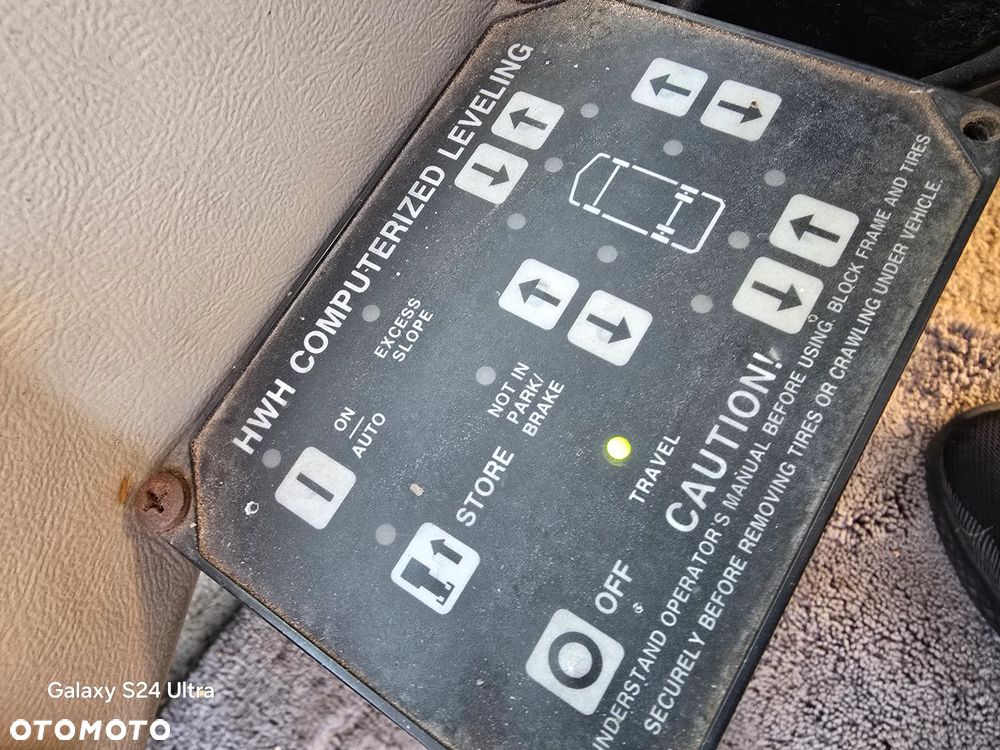 HWH COMPUTERIZED LEVELING
ON
AUTO
EXCESS
SLOPE
STORE
NOT IN
PARK/
BRAKE
OFF
TRAVEL
CAUTION!
UNDERSTAND OPERATOR'S MANUAL BEFORE USING. BLOCK FRAME AND TIRES
SECURELY BEFORE REMOVING TIRES OR CRAWLING UNDER VEHICLE.
Galaxy S24 Ultra
OTOMOTO